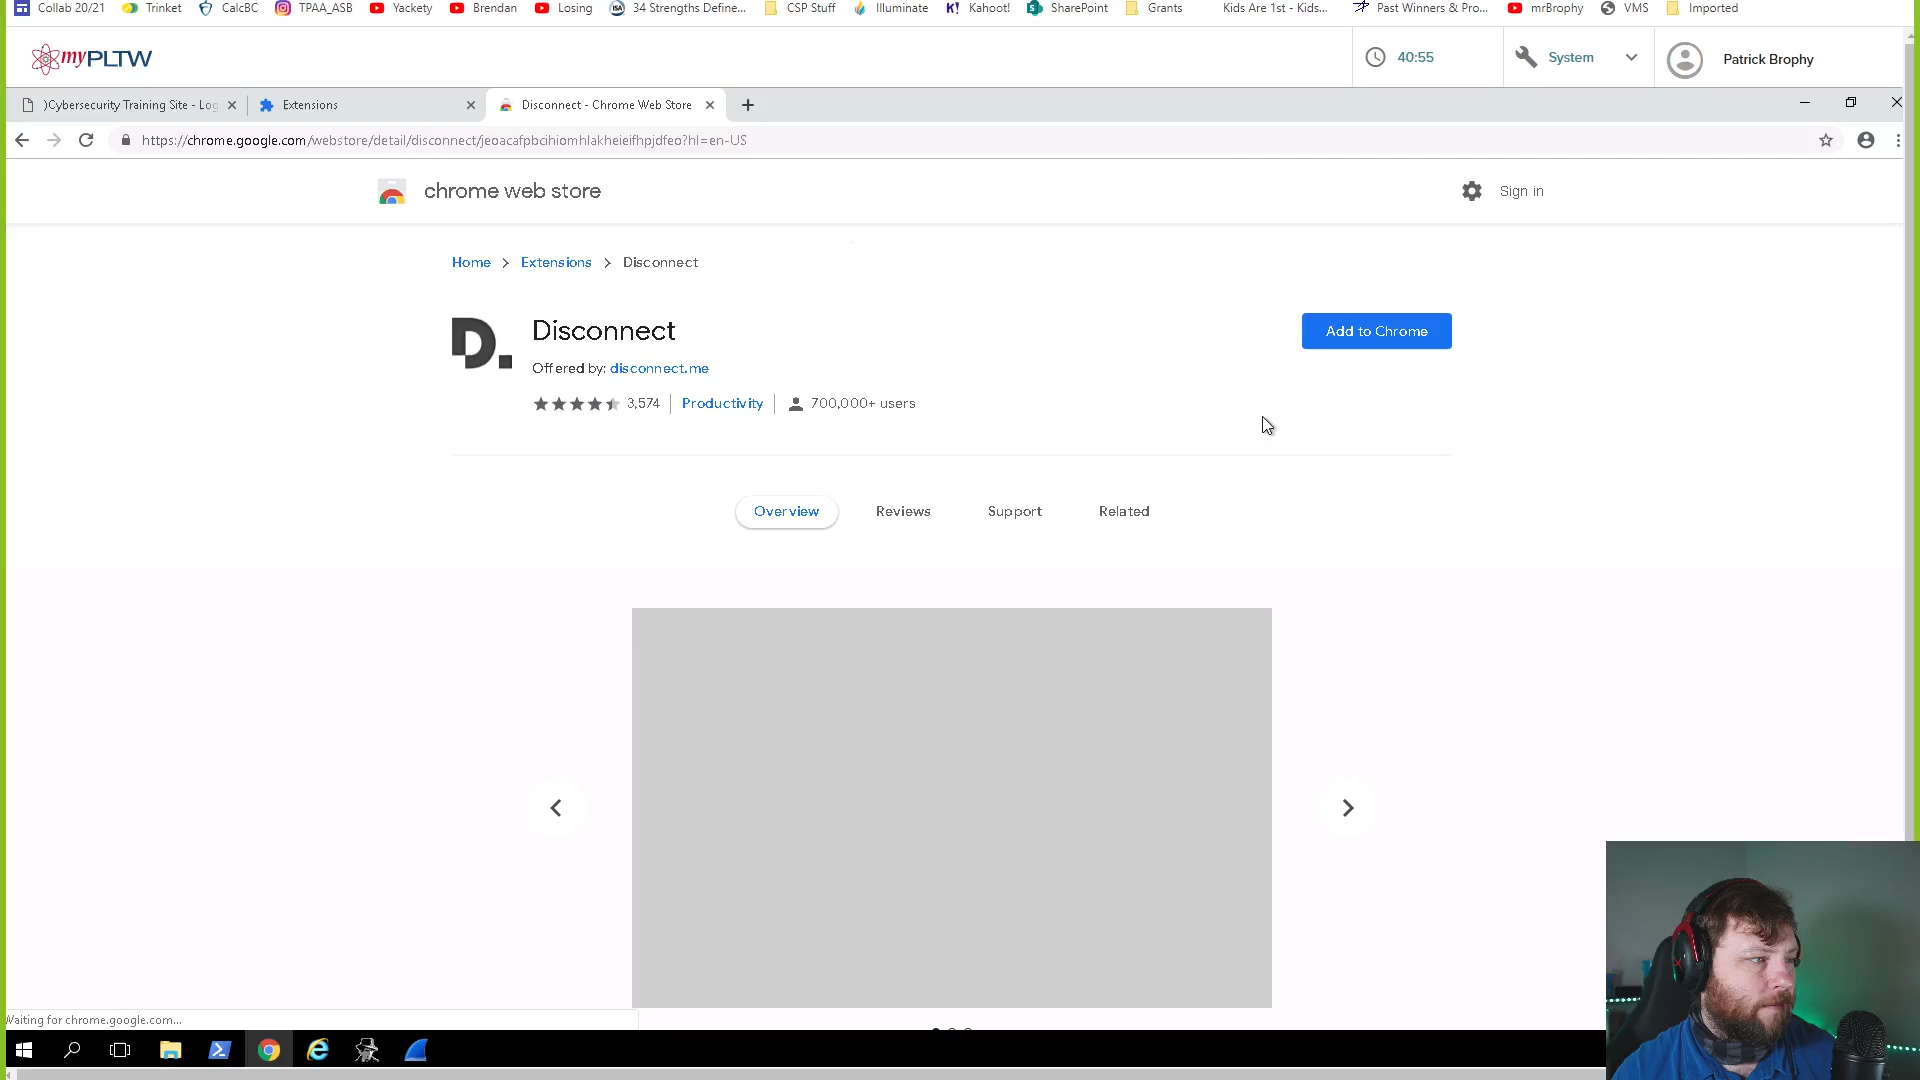 Collab 20/21 Trinket CalcBC TPAA_ASB Yackety Brendan Losing 34 Strengths Define... CSP Stuff Illuminate Kahoot! SharePoint Grants Kids Are 1st - Kids... Past Winners & Pro... mrBrophy VMS Imported
myPLTW 40:55 System Patrick Brophy
)Cybersecurity Training Site - Log Extensions Disconnect - Chrome Web Store
https://chrome.google.com/webstore/detail/disconnect/jeoacafpbcihiomhlakheieifhpjdfeo?hl=en-US
chrome web store Sign in
Home > Extensions > Disconnect
D. Disconnect Add to Chrome
Offered by: disconnect.me
3,574 Productivity 700,000+ users
Overview Reviews Support Related
Waiting for chrome.google.com...